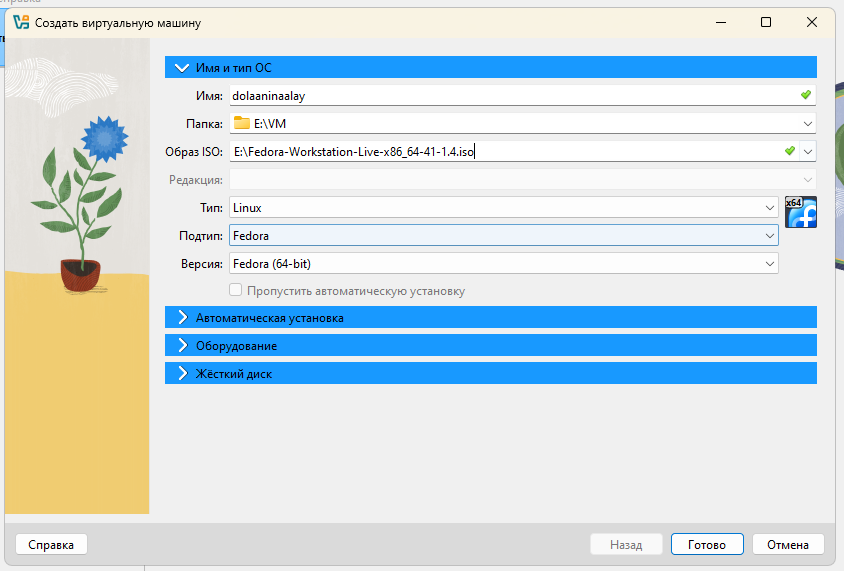 Создать виртуальную машину
Имя и тип ОС
Имя: dolaaninaalay
Папка: E:\VM
Образ ISO: E:\Fedora-Workstation-Live-x86_64-41-1.4.iso
Редакция:
Тип: Linux
x64
Подтип: Fedora
Версия: Fedora (64-bit)
Пропустить автоматическую установку
Автоматическая установка
Оборудование
Жёсткий диск
Справка Назад Готово Отмена